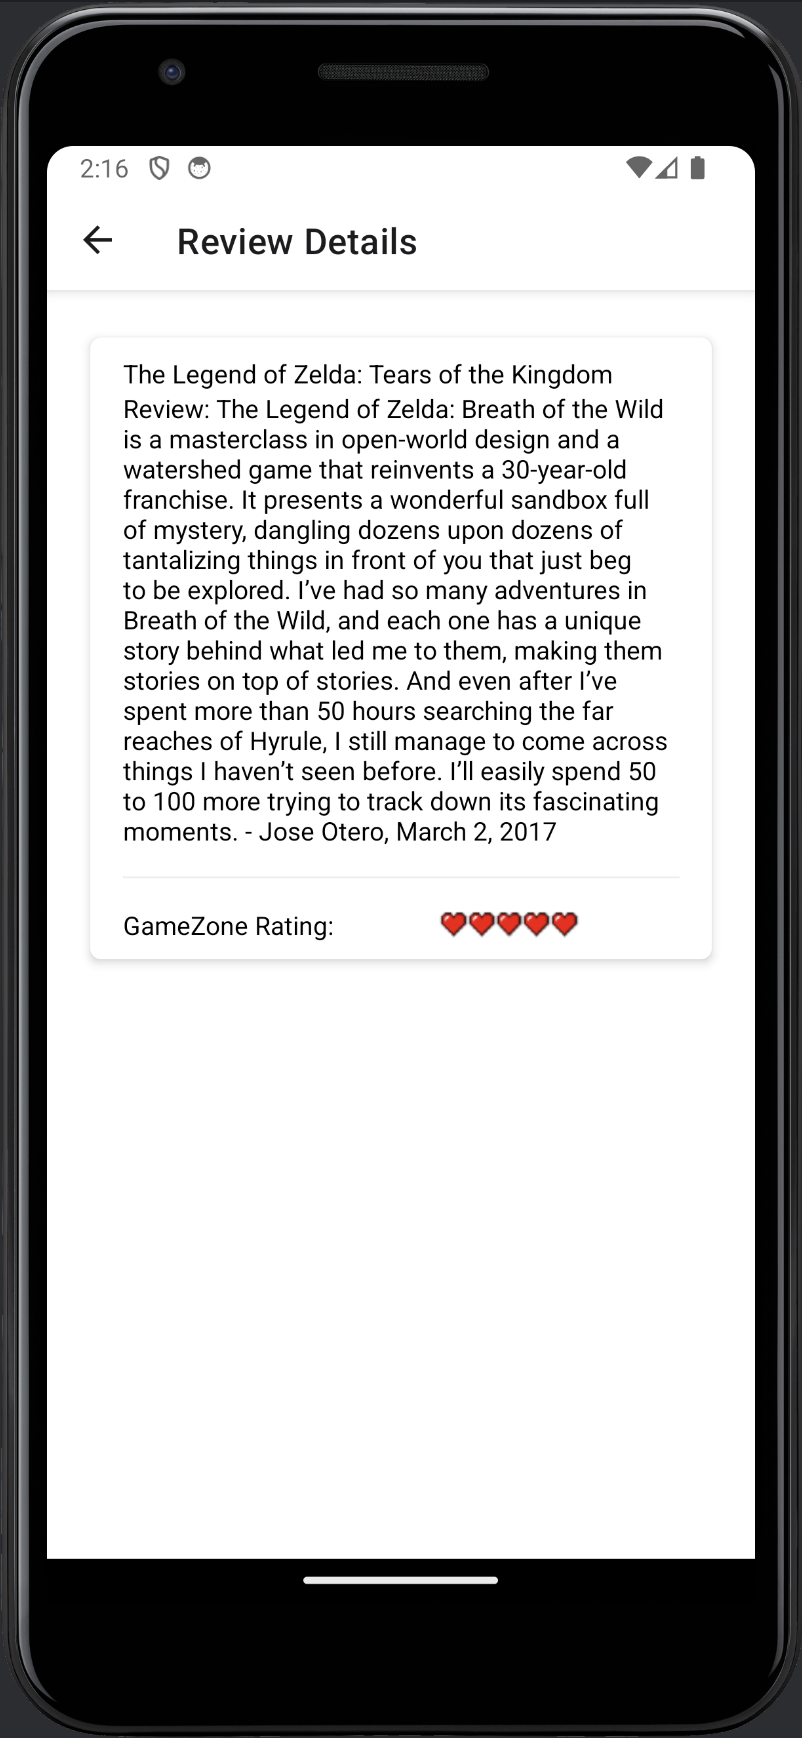 2:16
Review Details
The Legend of Zelda: Tears of the Kingdom
Review: The Legend of Zelda: Breath of the Wild
is a masterclass in open-world design and a
watershed game that reinvents a 30-year-old
franchise. It presents a wonderful sandbox full
of mystery, dangling dozens upon dozens of
tantalizing things in front of you that just beg
to be explored. I’ve had so many adventures in
Breath of the Wild, and each one has a unique
story behind what led me to them, making them
stories on top of stories. And even after I’ve
spent more than 50 hours searching the far
reaches of Hyrule, I still manage to come across
things I haven’t seen before. I’ll easily spend 50
to 100 more trying to track down its fascinating
moments. - Jose Otero, March 2, 2017
GameZone Rating: